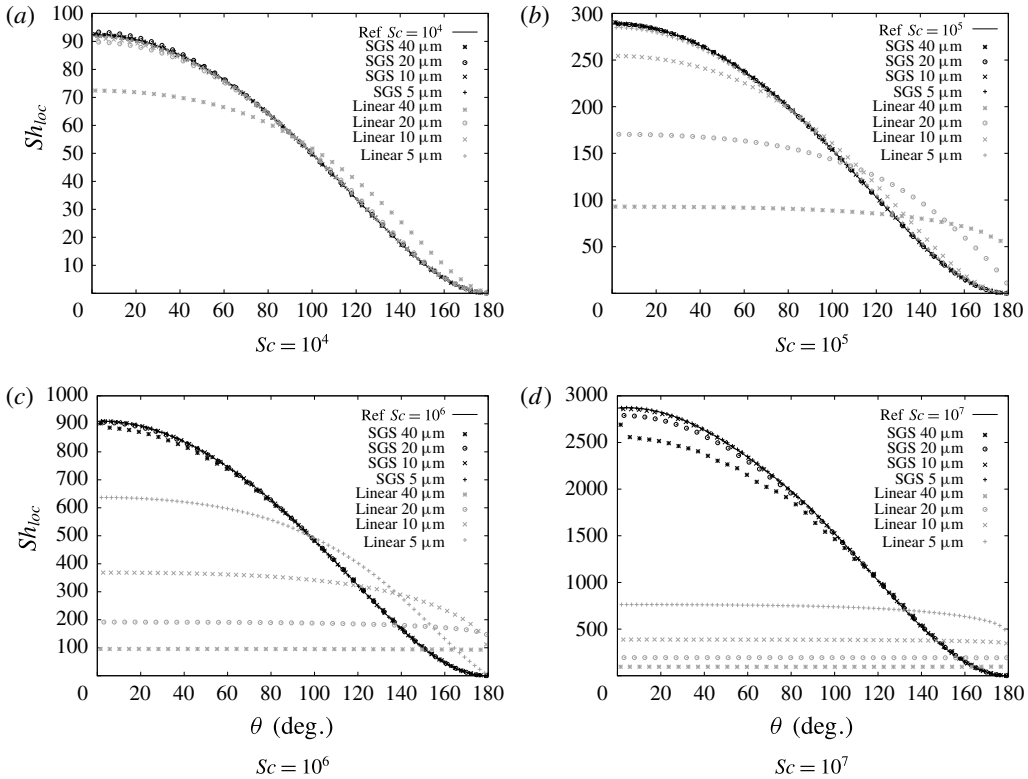 (a)
100
90
80
70
60
50
40
30
20
10
Sh_loc
Ref Sc = 10^4
SGS 40 μm
SGS 20 μm
SGS 10 μm
SGS 5 μm
Linear 40 μm
Linear 20 μm
Linear 10 μm
Linear 5 μm
0 20 40 60 80 100 120 140 160 180
Sc = 10^4
(b)
300
250
200
150
100
50
Ref Sc = 10^5
SGS 40 μm
SGS 20 μm
SGS 10 μm
SGS 5 μm
Linear 40 μm
Linear 20 μm
Linear 10 μm
Linear 5 μm
0 20 40 60 80 100 120 140 160 180
Sc = 10^5
(c)
1000
900
800
700
600
500
400
300
200
100
Sh_loc
Ref Sc = 10^6
SGS 40 μm
SGS 20 μm
SGS 10 μm
SGS 5 μm
Linear 40 μm
Linear 20 μm
Linear 10 μm
Linear 5 μm
0 20 40 60 80 100 120 140 160 180
θ (deg.)
Sc = 10^6
(d)
3000
2500
2000
1500
1000
500
Ref Sc = 10^7
SGS 40 μm
SGS 20 μm
SGS 10 μm
SGS 5 μm
Linear 40 μm
Linear 20 μm
Linear 10 μm
Linear 5 μm
0 20 40 60 80 100 120 140 160 180
θ (deg.)
Sc = 10^7